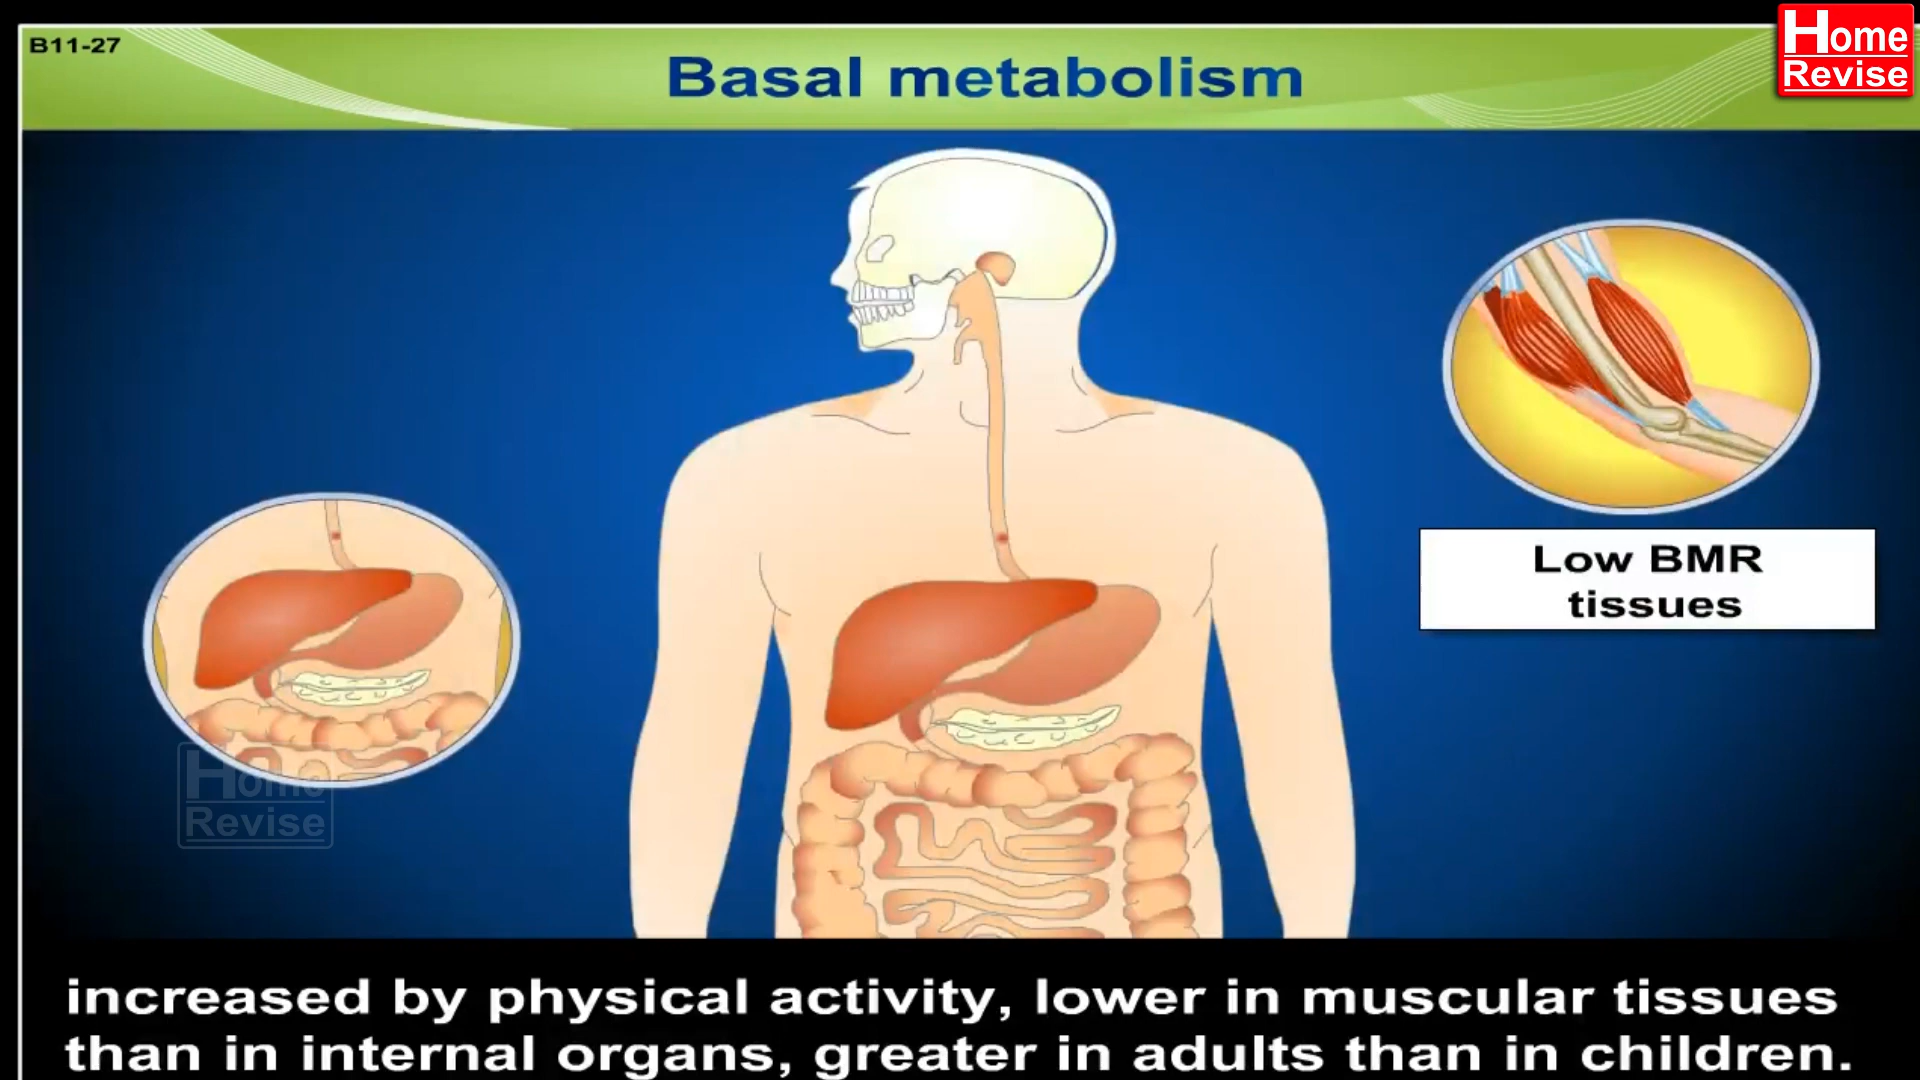 B11-27
Basal metabolism
Home
Revise
Low BMR
tissues
Home
Revise
increased by physical activity, lower in muscular tissues
than in internal organs, greater in adults than in children.